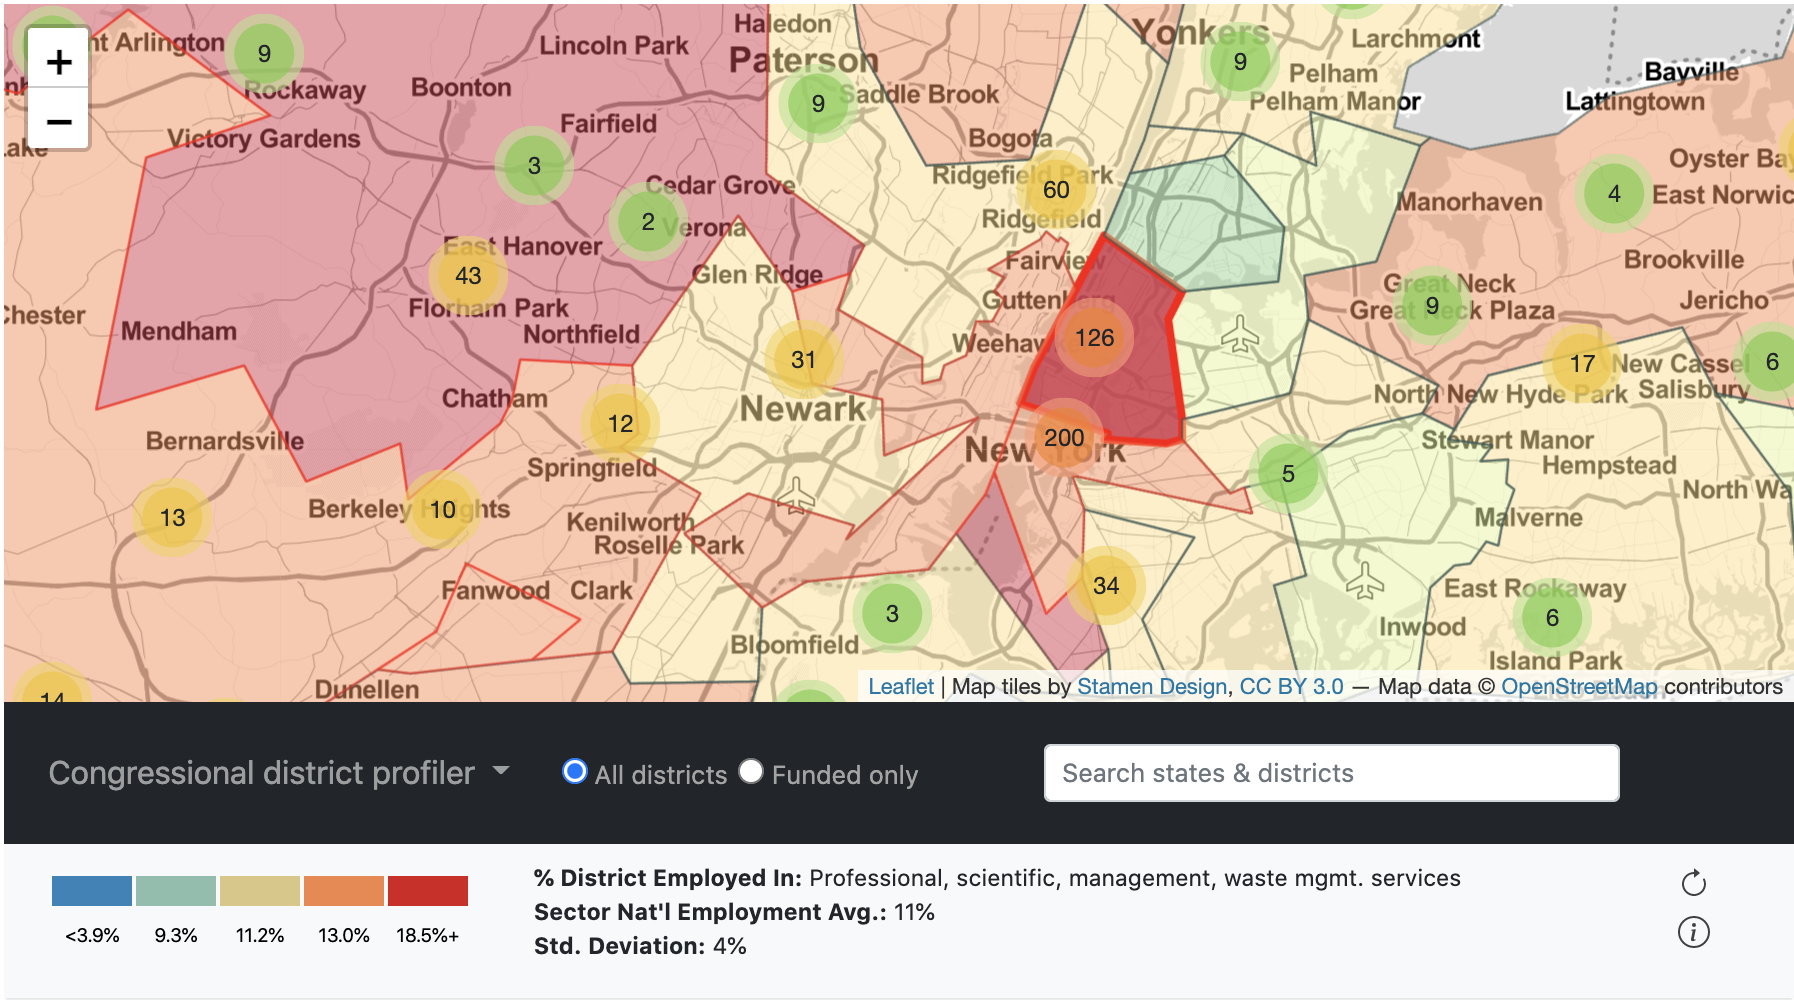 Haledon
Lincoln Park
Paterson
Yonkers
Larchmont
nt Arlington
9
9
Bayville
Pelham
Rockaway
Boonton
9
Saddle Brook
Pelham Manor
Lattingtown
+
−
Fairfield
Victory Gardens
Bogota
Lake
3
Oyster Bay
Ridgefield Park
60
4
East Norwic
Cedar Grove
Manorhaven
2
Verona
Ridgefield
East Hanover
Fairview
Brookville
43
Glen Ridge
Great Neck
Chester
Florham Park
Guttenberg
9
Great Neck Plaza
Jericho
Mendham
Northfield
Weehaw
126
31
17
New Cassel
6
Chatham
North New Hyde Park
Salisbury
Newark
12
Bernardsville
200
New York
Stewart Manor
Springfield
5
Hempstead
North Wa
13
Berkeley Heights
10
Kenilworth
Malverne
Roselle Park
Fanwood
Clark
34
East Rockaway
3
6
Inwood
Bloomfield
Island Park
Dunellen
14
Leaflet | Map tiles by Stamen Design, CC BY 3.0 — Map data © OpenStreetMap contributors
Congressional district profiler
All districts
Funded only
Search states & districts
<3.9%
9.3%
11.2%
13.0%
18.5%+
% District Employed In: Professional, scientific, management, waste mgmt. services
Sector Nat'l Employment Avg.: 11%
Std. Deviation: 4%
i